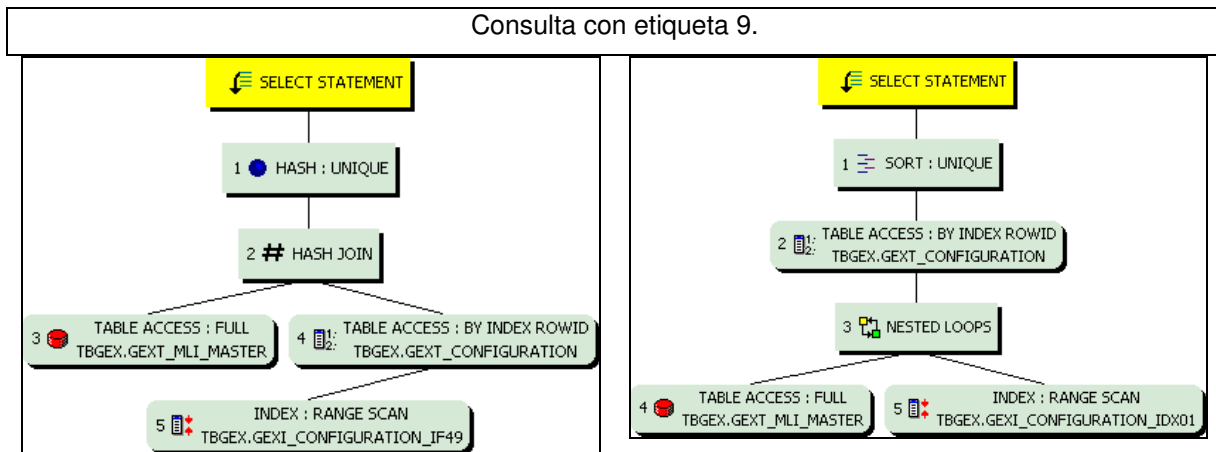 Consulta con etiqueta 9.
SELECT STATEMENT
1 HASH : UNIQUE
2 HASH JOIN
3 TABLE ACCESS : FULL
TBGEX.GEXT_MLI_MASTER
4 TABLE ACCESS : BY INDEX ROWID
TBGEX.GEXT_CONFIGURATION
5 INDEX : RANGE SCAN
TBGEX.GEXI_CONFIGURATION_IF49
SELECT STATEMENT
1 SORT : UNIQUE
2 TABLE ACCESS : BY INDEX ROWID
TBGEX.GEXT_CONFIGURATION
3 NESTED LOOPS
4 TABLE ACCESS : FULL
TBGEX.GEXT_MLI_MASTER
5 INDEX : RANGE SCAN
TBGEX.GEXI_CONFIGURATION_IDX01